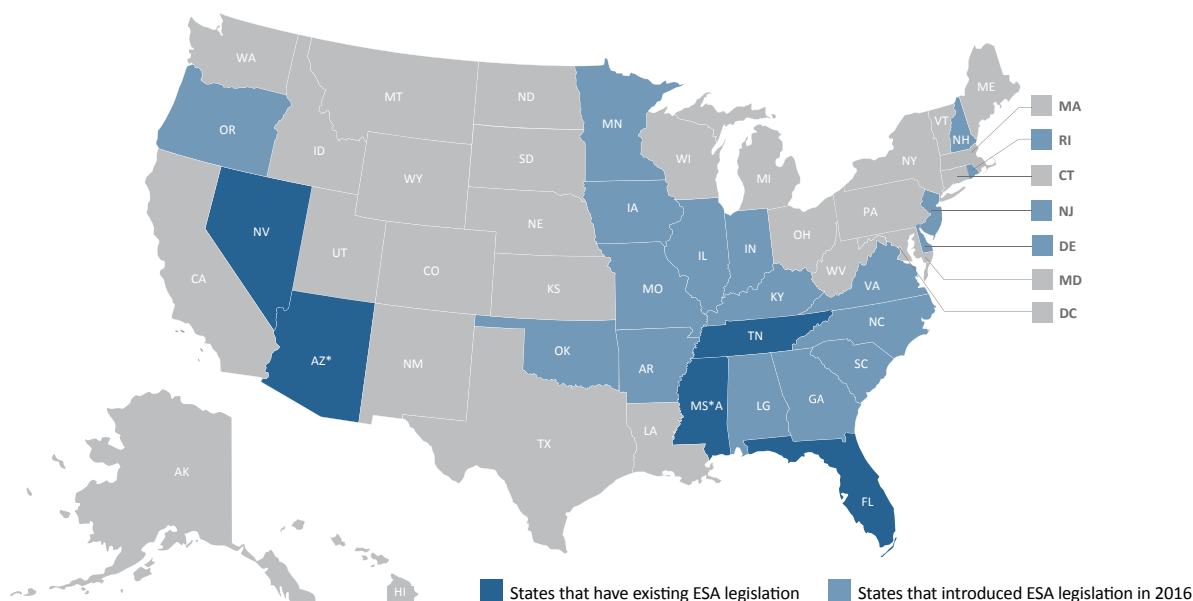 WA
ME
MT
ND
MA
VT
MN
OR
NH
RI
ID
SD
WI
NY
CT
WY
MI
IA
NJ
PA
NE
NV
OH
DE
IL
IN
UT
CO
WV
CA
MD
KS
MO
VA
KY
DC
NC
TN
OK
AZ*
NM
AR
SC
MS*A
LG
GA
LA
TX
AK
FL
HI
States that have existing ESA legislation
States that introduced ESA legislation in 2016